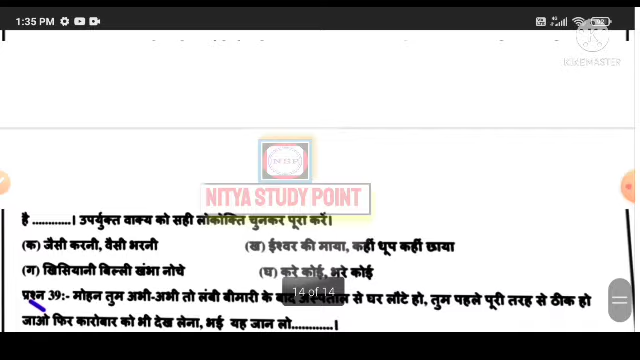 1:35 PM
KINEMASTER
NITYA STUDY POINT
है ............। उपर्युक्त वाक्य को सही लोकोक्ति चुनकर पूरा करें।
(क) जैसी करनी, वैसी भरनी (ख) ईश्वर की माया, कहीं धूप कहीं छाया
(ग) खिसियानी बिल्ली खंभा नोचे (घ) करे कोई, भरे कोई
14 of 14
प्रश्न 39:- मोहन तुम अभी-अभी तो लंबी बीमारी के बाद अस्पताल से घर लौटे हो, तुम पहले पूरी तरह से ठीक हो
जाओ फिर कारोबार को भी देख लेना, भई यह जान लो............।